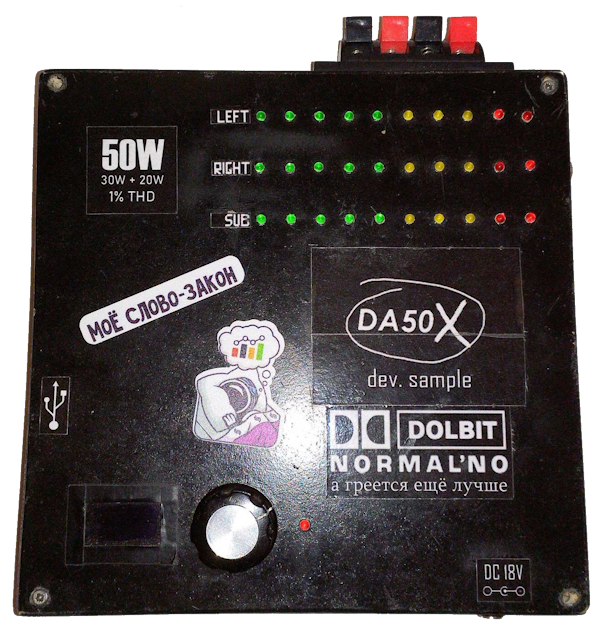 LEFT
50W
30W + 20W
1% THD
RIGHT
SUB
МОЁ СЛОВО-ЗАКОН
DA50X
dev. sample
DOLBIT
NORMAL'NO
а греется ещё лучше
DC 18V